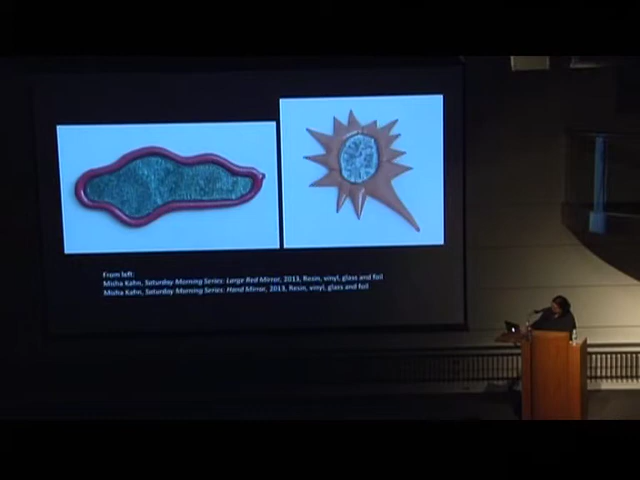 From left:
Misha Kahn, Saturday Morning Series: Large Red Mirror, 2013, Resin, vinyl, glass and foil
Misha Kahn, Saturday Morning Series: Hand Mirror, 2013, Resin, vinyl, glass and foil